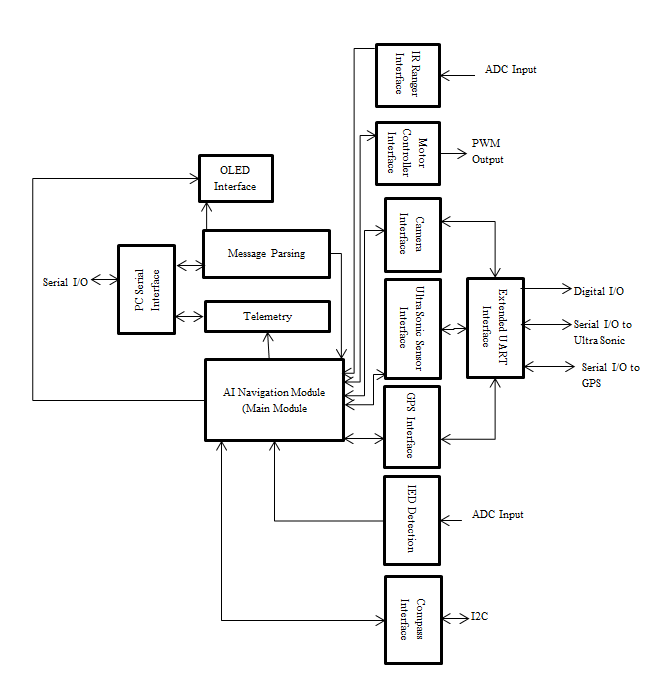 IR Ranger
Interface
ADC Input
Motor
Controller
Interface
PWM
Output
OLED
Interface
Camera
Interface
Message Parsing
Serial I/O
PC Serial
Interface
Telemetry
Ultra Sonic Sensor
Interface
Extended UART
Interface
Digital I/O
Serial I/O to
Ultra Sonic
Serial I/O to
GPS
AI Navigation Module
(Main Module
GPS Interface
IED Detection
ADC Input
Compass
Interface
I2C